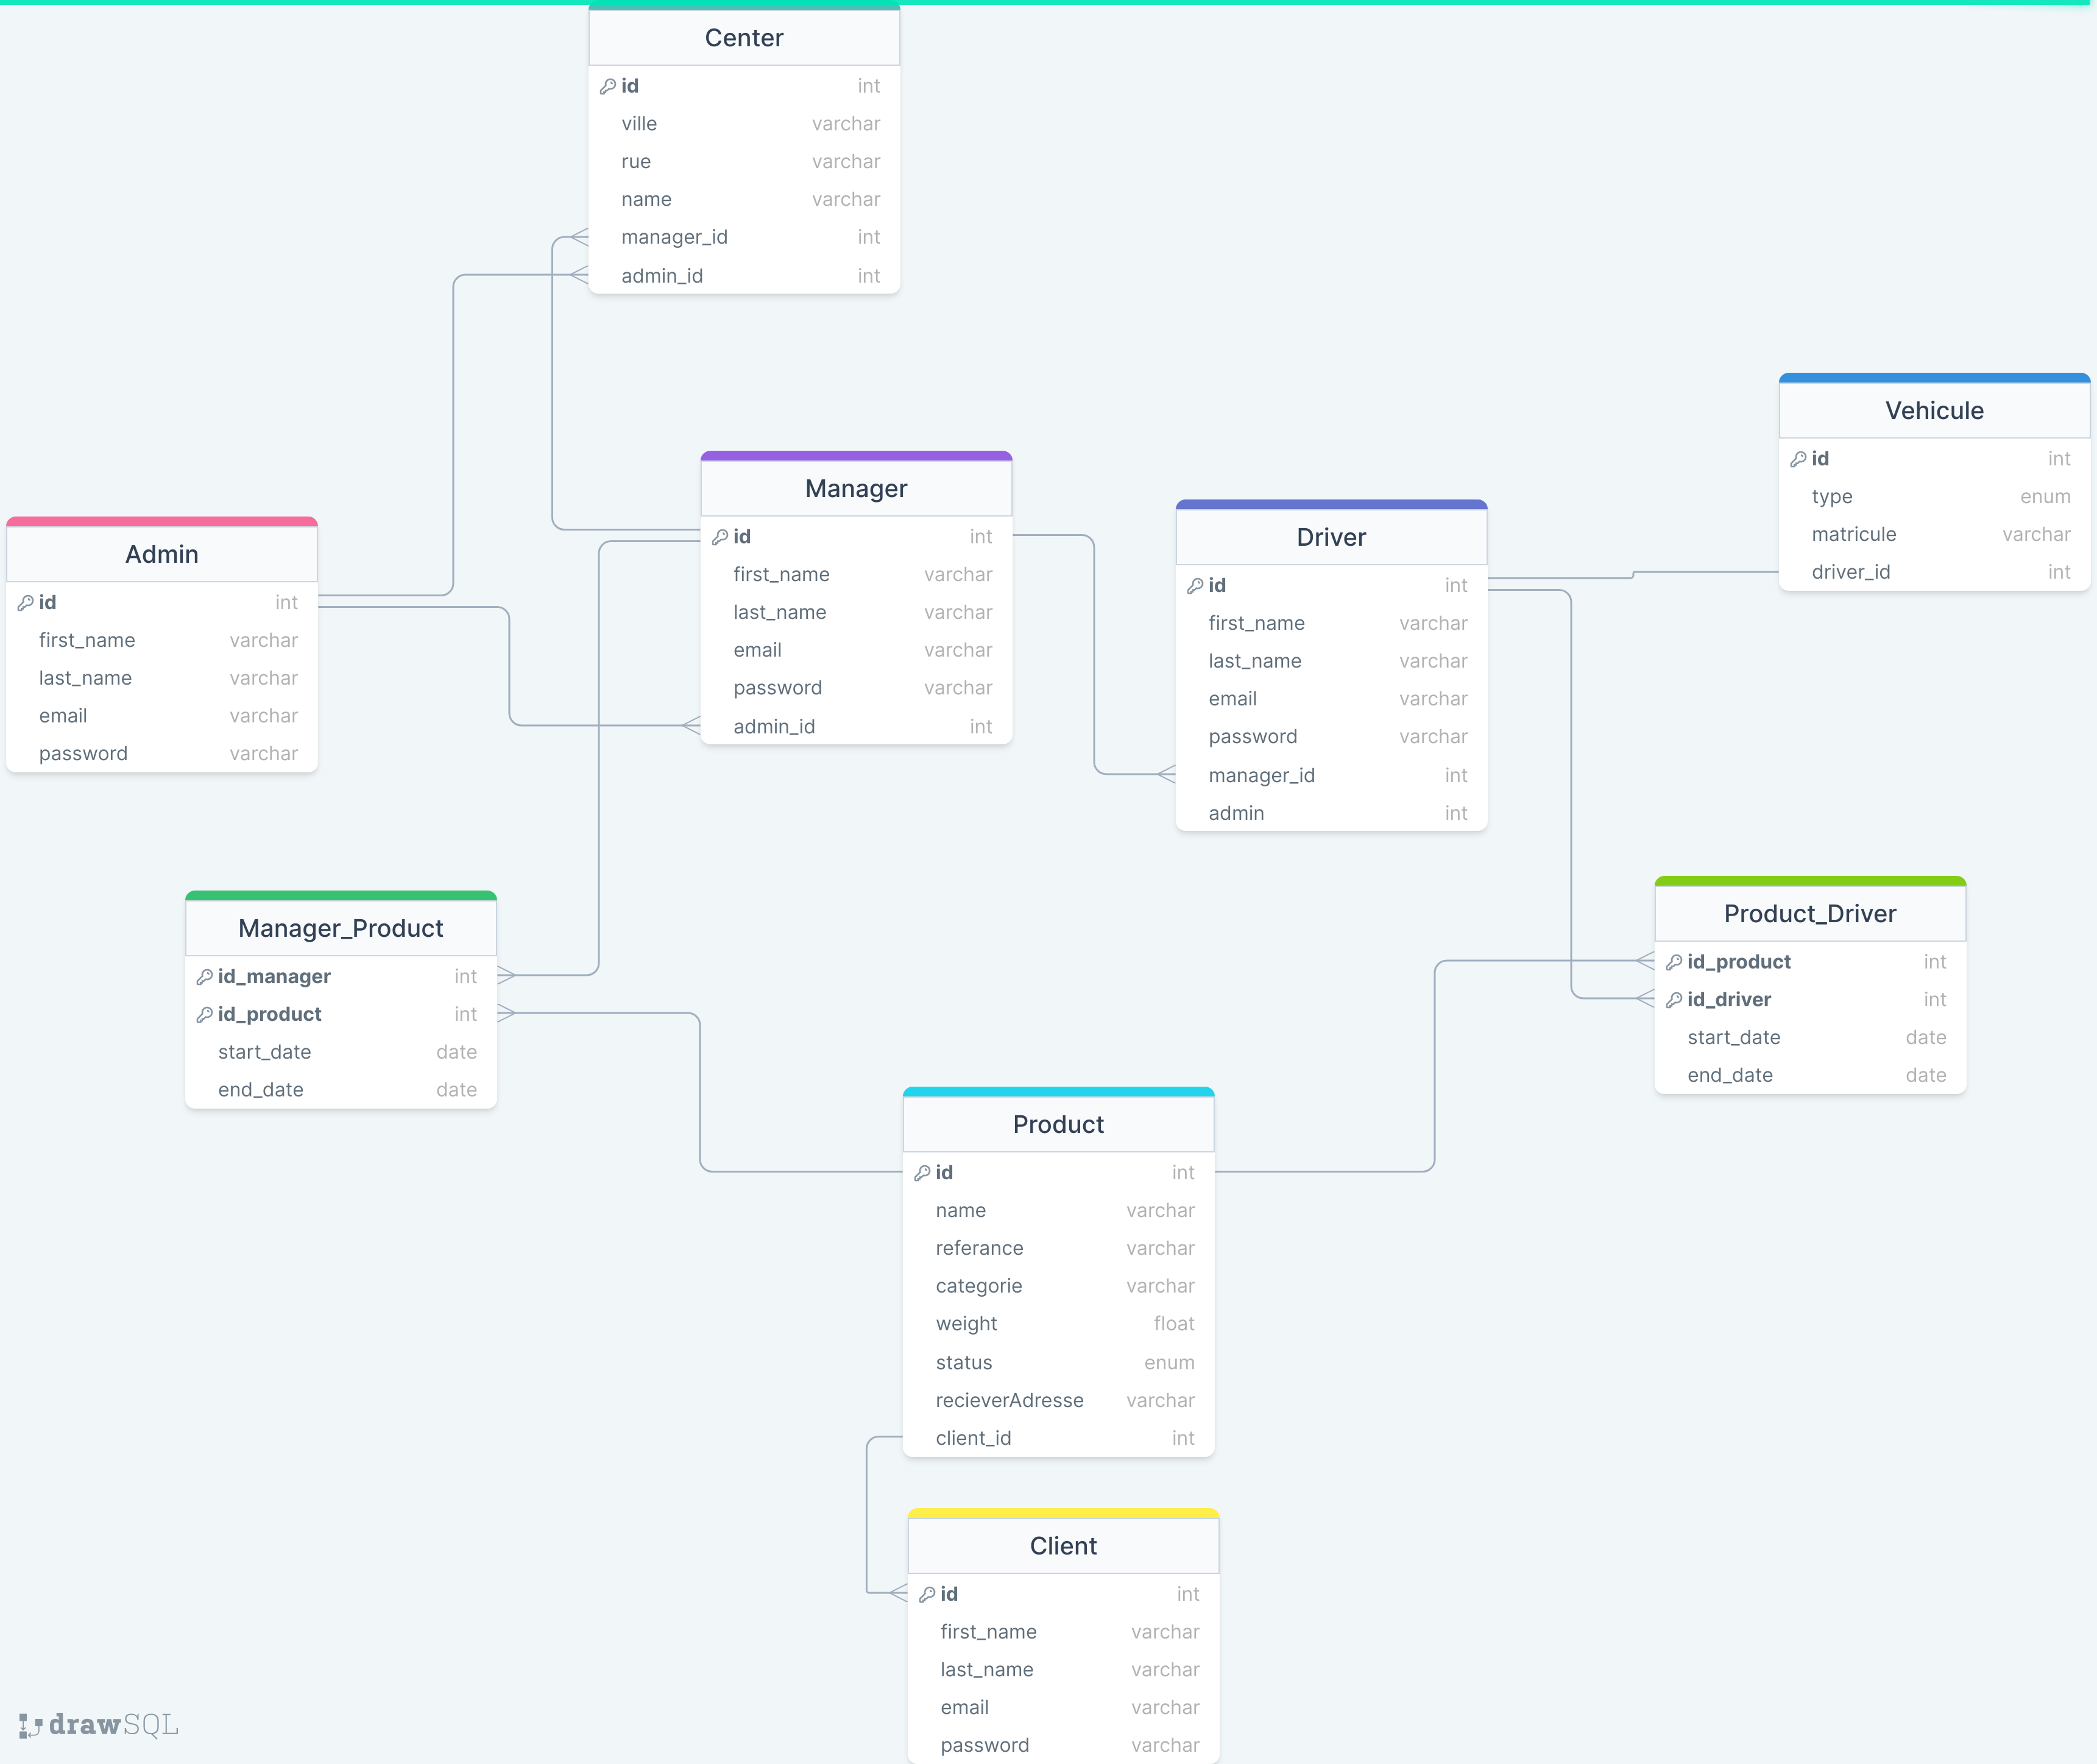 Center
id int
ville varchar
rue varchar
name varchar
manager_id int
admin_id int
Vehicule
id int
type enum
matricule varchar
driver_id int
Manager
id int
first_name varchar
last_name varchar
email varchar
password varchar
admin_id int
Driver
id int
first_name varchar
last_name varchar
email varchar
password varchar
manager_id int
admin int
Admin
id int
first_name varchar
last_name varchar
email varchar
password varchar
Manager_Product
id_manager int
id_product int
start_date date
end_date date
Product_Driver
id_product int
id_driver int
start_date date
end_date date
Product
id int
name varchar
referance varchar
categorie varchar
weight float
status enum
recieverAdresse varchar
client_id int
Client
id int
first_name varchar
last_name varchar
email varchar
password varchar
drawSQL